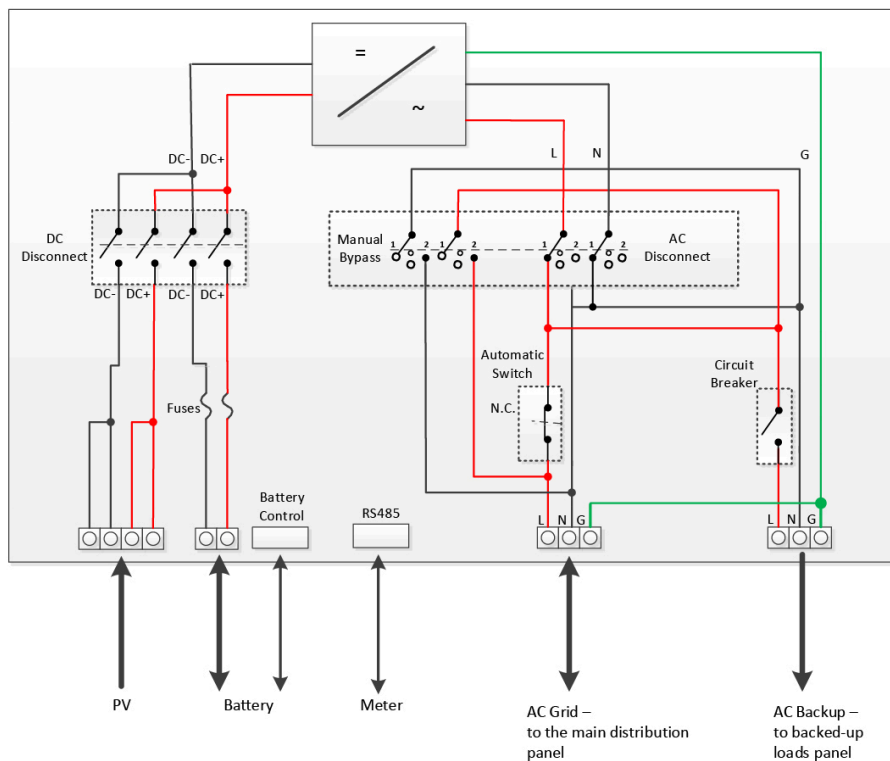 =
~
L N G
DC- DC+
DC
Disconnect
Manual
Bypass
1 2 1 2 1 2 1 2
AC
Disconnect
DC- DC+ DC- DC+
Automatic
Switch
N.C.
Circuit
Breaker
Fuses
Battery
Control
RS485
L N G
L N G
PV
Battery
Meter
AC Grid –
to the main distribution
panel
AC Backup –
to backed-up
loads panel